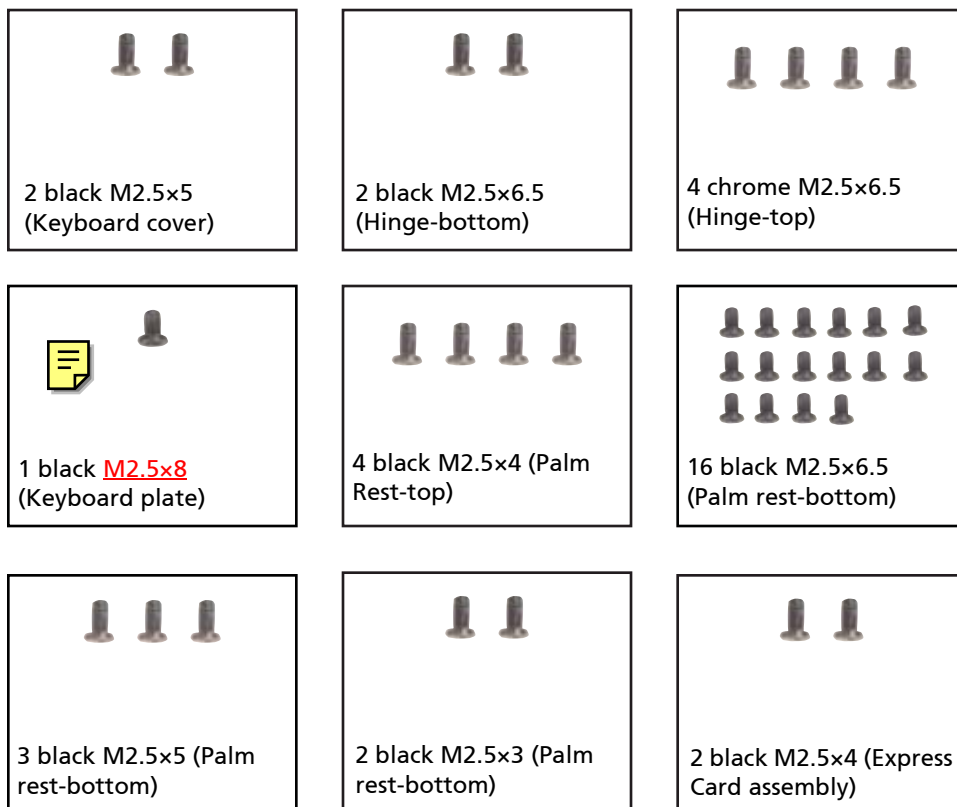 2 black M2.5×5
(Keyboard cover)
2 black M2.5×6.5
(Hinge-bottom)
4 chrome M2.5×6.5
(Hinge-top)
1 black M2.5×8
(Keyboard plate)
4 black M2.5×4 (Palm
Rest-top)
16 black M2.5×6.5
(Palm rest-bottom)
3 black M2.5×5 (Palm
rest-bottom)
2 black M2.5×3 (Palm
rest-bottom)
2 black M2.5×4 (Express
Card assembly)